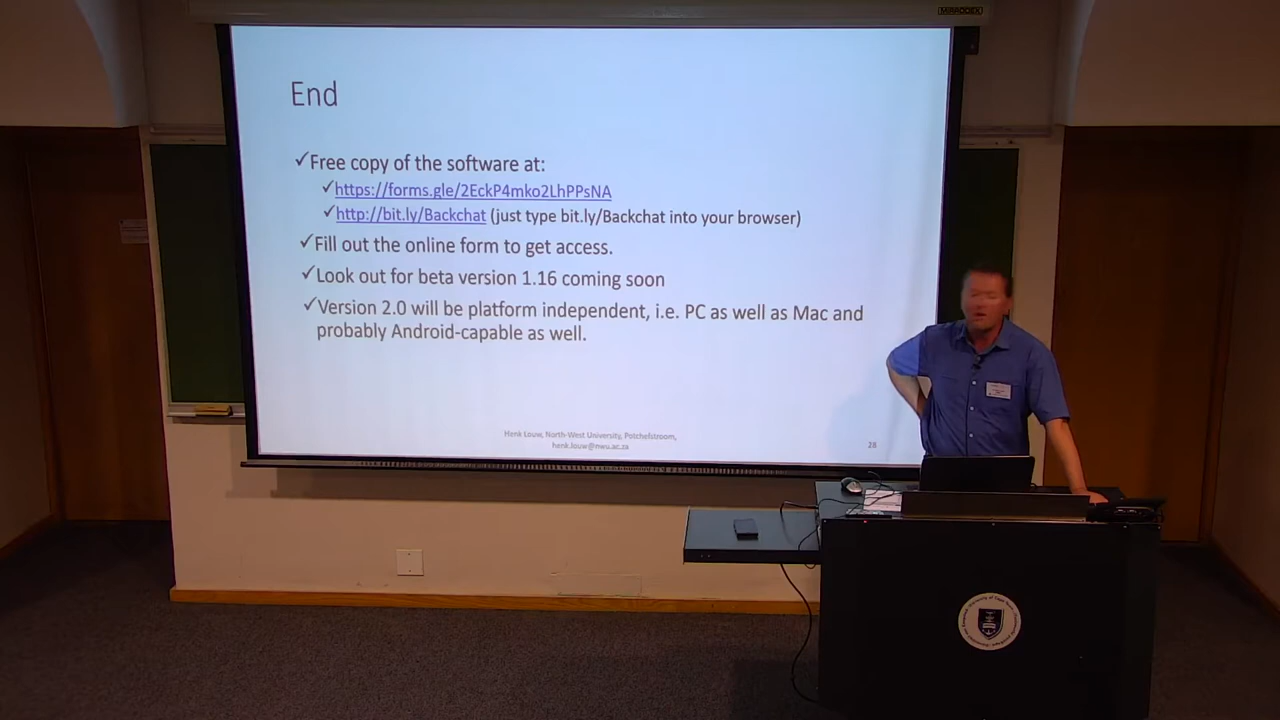 End
✓Free copy of the software at:
✓https://forms.gle/2EckP4mko2LhPPsNA
✓http://bit.ly/Backchat (just type bit.ly/Backchat into your browser)
✓Fill out the online form to get access.
✓Look out for beta version 1.16 coming soon
✓Version 2.0 will be platform independent, i.e. PC as well as Mac and
probably Android-capable as well.
Henk Louw, North-West University, Potchefstroom,
henk.louw@nwu.ac.za
28